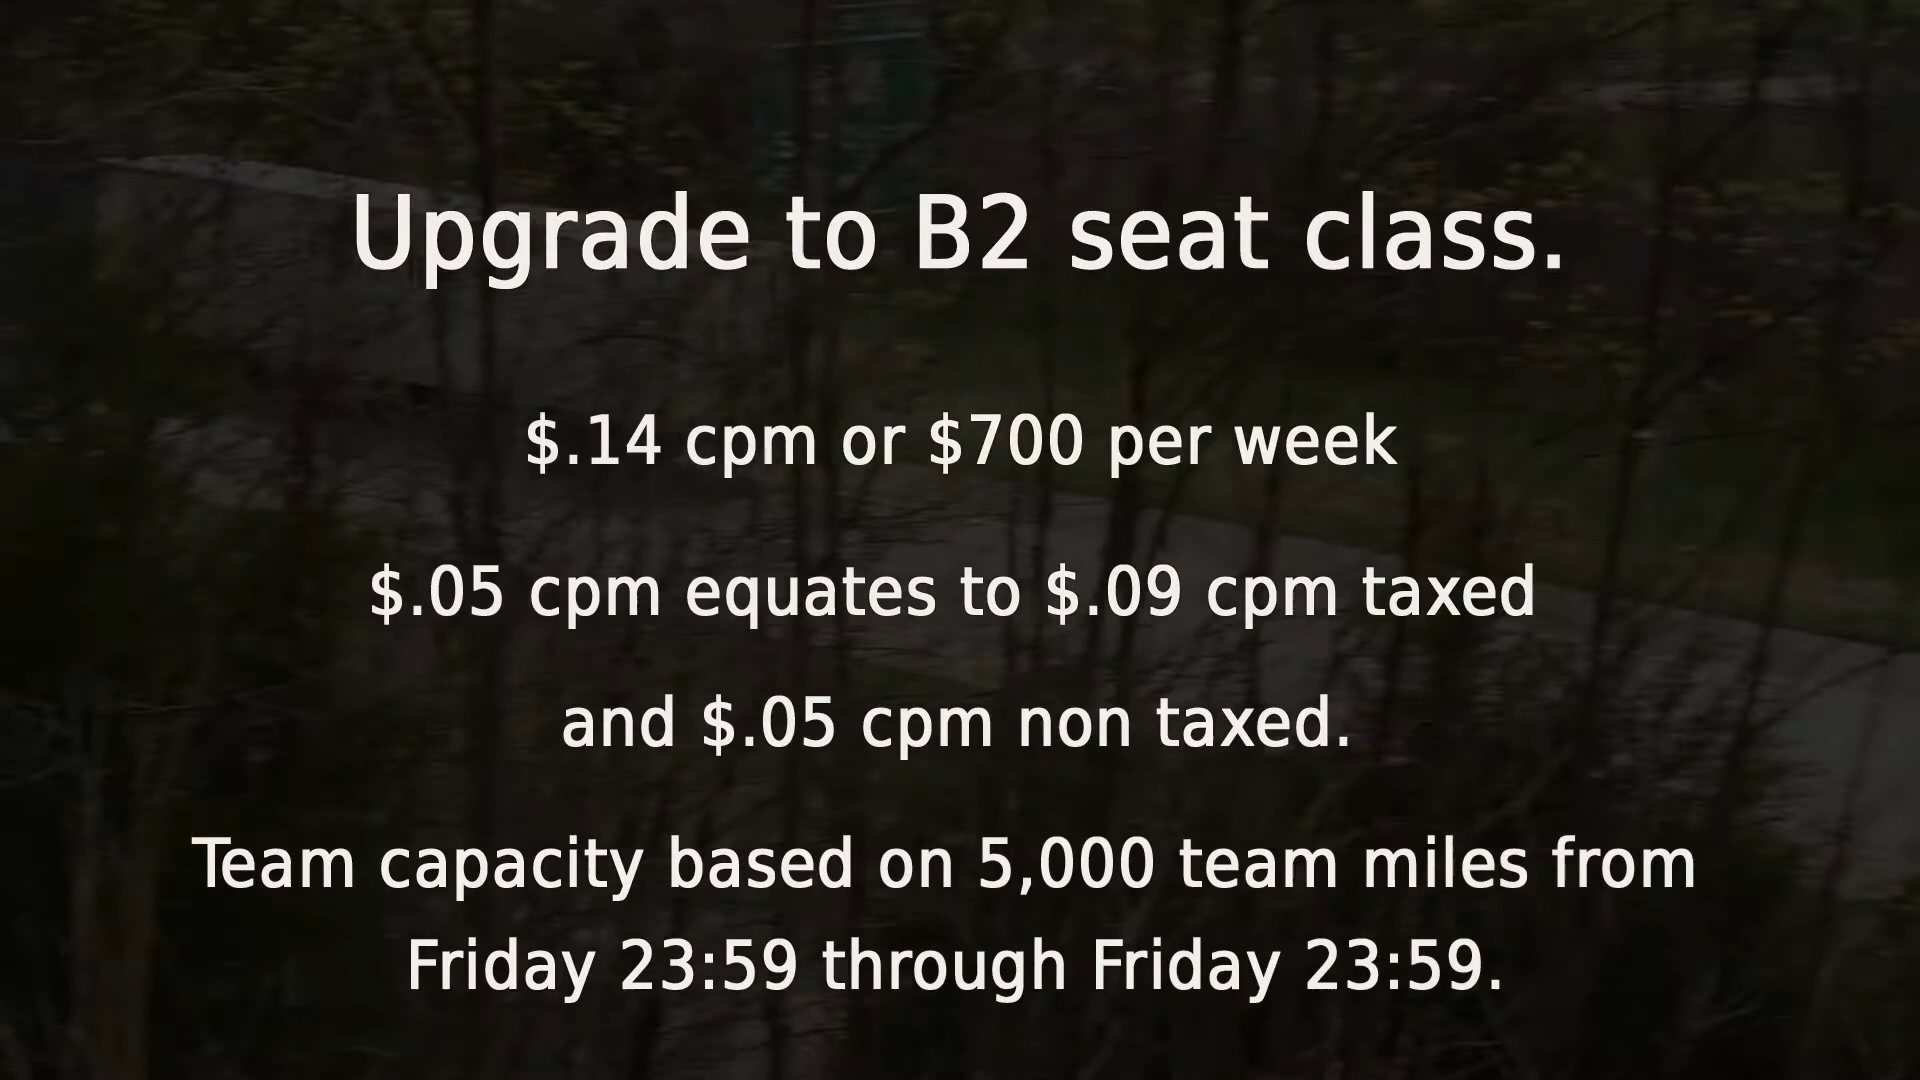 Upgrade to B2 seat class.
$.14 cpm or $700 per week
$.05 cpm equates to $.09 cpm taxed
and $.05 cpm non taxed.
Team capacity based on 5,000 team miles from
Friday 23:59 through Friday 23:59.